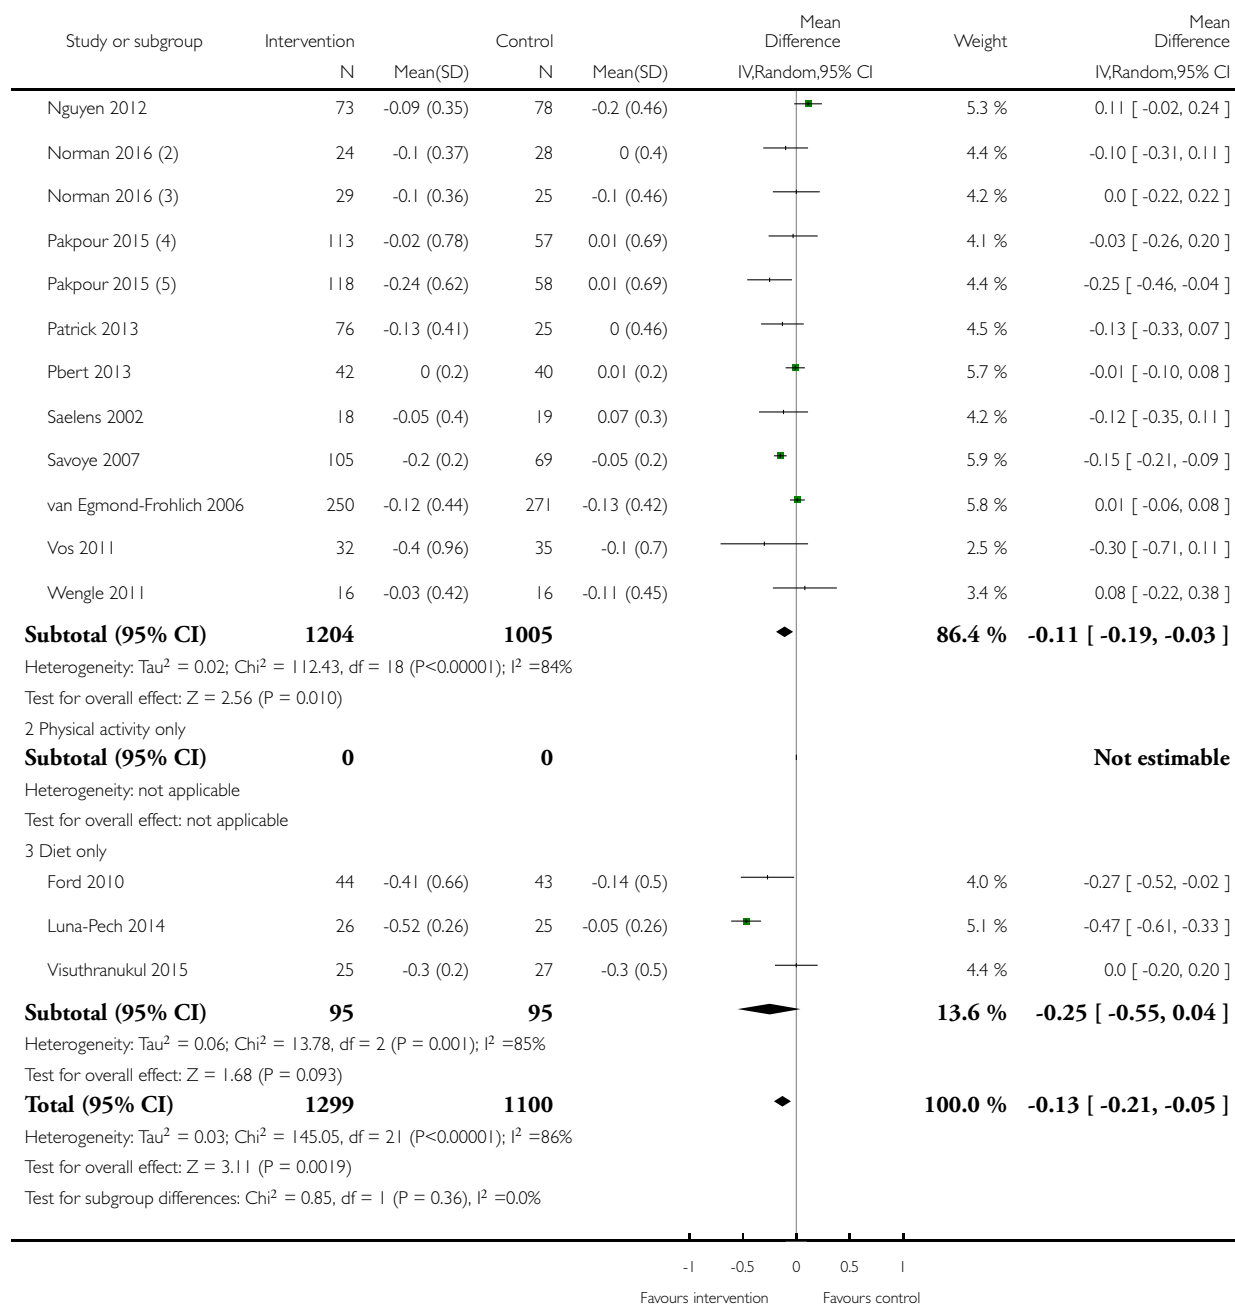 Mean Mean
Study or subgroup Intervention Control Difference Weight Difference
N Mean(SD) N Mean(SD) IV,Random,95% CI IV,Random,95% CI
Nguyen 2012 73 -0.09 (0.35) 78 -0.2 (0.46) 5.3 % 0.11 [ -0.02, 0.24 ]
Norman 2016 (2) 24 -0.1 (0.37) 28 0 (0.4) 4.4 % -0.10 [ -0.31, 0.11 ]
Norman 2016 (3) 29 -0.1 (0.36) 25 -0.1 (0.46) 4.2 % 0.0 [ -0.22, 0.22 ]
Pakpour 2015 (4) 113 -0.02 (0.78) 57 0.01 (0.69) 4.1 % -0.03 [ -0.26, 0.20 ]
Pakpour 2015 (5) 118 -0.24 (0.62) 58 0.01 (0.69) 4.4 % -0.25 [ -0.46, -0.04 ]
Patrick 2013 76 -0.13 (0.41) 25 0 (0.46) 4.5 % -0.13 [ -0.33, 0.07 ]
Pbert 2013 42 0 (0.2) 40 0.01 (0.2) 5.7 % -0.01 [ -0.10, 0.08 ]
Saelens 2002 18 -0.05 (0.4) 19 0.07 (0.3) 4.2 % -0.12 [ -0.35, 0.11 ]
Savoye 2007 105 -0.2 (0.2) 69 -0.05 (0.2) 5.9 % -0.15 [ -0.21, -0.09 ]
van Egmond-Frohlich 2006 250 -0.12 (0.44) 271 -0.13 (0.42) 5.8 % 0.01 [ -0.06, 0.08 ]
Vos 2011 32 -0.4 (0.96) 35 -0.1 (0.7) 2.5 % -0.30 [ -0.71, 0.11 ]
Wengle 2011 16 -0.03 (0.42) 16 -0.11 (0.45) 3.4 % 0.08 [ -0.22, 0.38 ]
Subtotal (95% CI) 1204 1005 86.4 % -0.11 [ -0.19, -0.03 ]
Heterogeneity: Tau² = 0.02; Chi² = 112.43, df = 18 (P<0.00001); I² =84%
Test for overall effect: Z = 2.56 (P = 0.010)
2 Physical activity only
Subtotal (95% CI) 0 0 Not estimable
Heterogeneity: not applicable
Test for overall effect: not applicable
3 Diet only
Ford 2010 44 -0.41 (0.66) 43 -0.14 (0.5) 4.0 % -0.27 [ -0.52, -0.02 ]
Luna-Pech 2014 26 -0.52 (0.26) 25 -0.05 (0.26) 5.1 % -0.47 [ -0.61, -0.33 ]
Visuthranukul 2015 25 -0.3 (0.2) 27 -0.3 (0.5) 4.4 % 0.0 [ -0.20, 0.20 ]
Subtotal (95% CI) 95 95 13.6 % -0.25 [ -0.55, 0.04 ]
Heterogeneity: Tau² = 0.06; Chi² = 13.78, df = 2 (P = 0.001); I² =85%
Test for overall effect: Z = 1.68 (P = 0.093)
Total (95% CI) 1299 1100 100.0 % -0.13 [ -0.21, -0.05 ]
Heterogeneity: Tau² = 0.03; Chi² = 145.05, df = 21 (P<0.00001); I² =86%
Test for overall effect: Z = 3.11 (P = 0.0019)
Test for subgroup differences: Chi² = 0.85, df = 1 (P = 0.36), I² =0.0%
-1 -0.5 0 0.5 1
Favours intervention Favours control